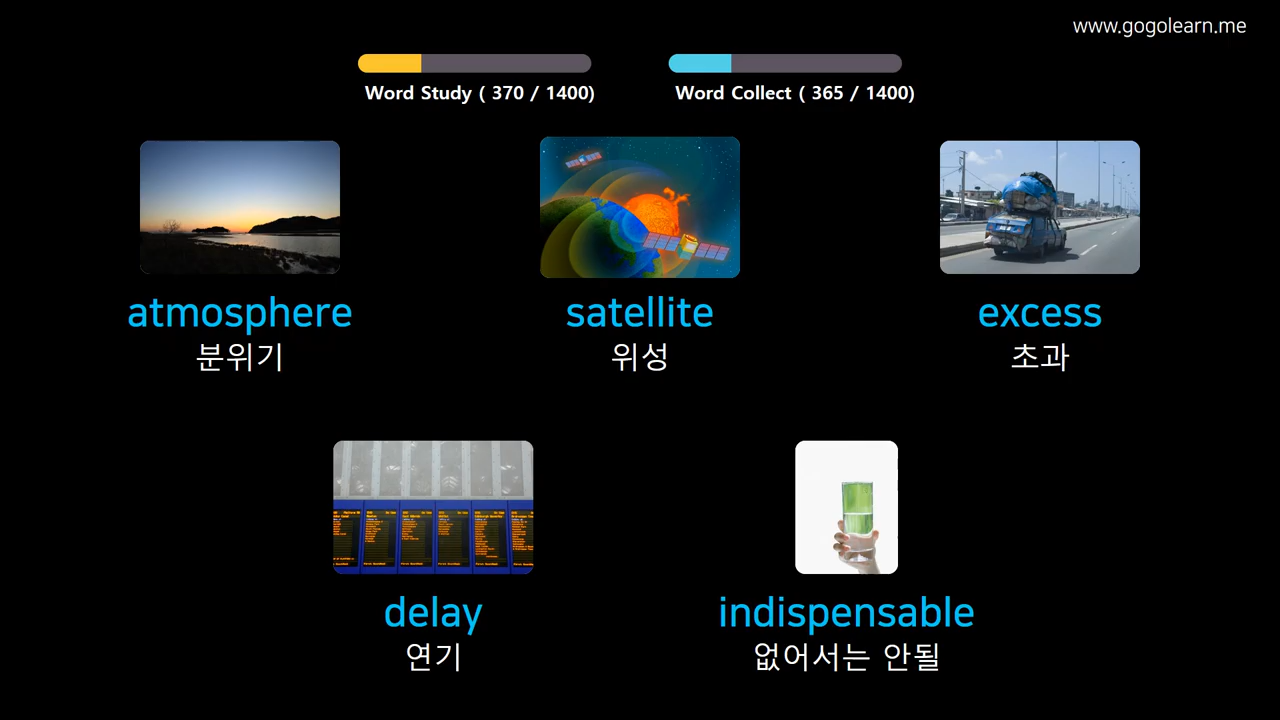 www.gogolearn.me
Word Study ( 370 / 1400)
Word Collect ( 365 / 1400)
atmosphere
분위기
satellite
위성
excess
초과
delay
연기
indispensable
없어서는 안될